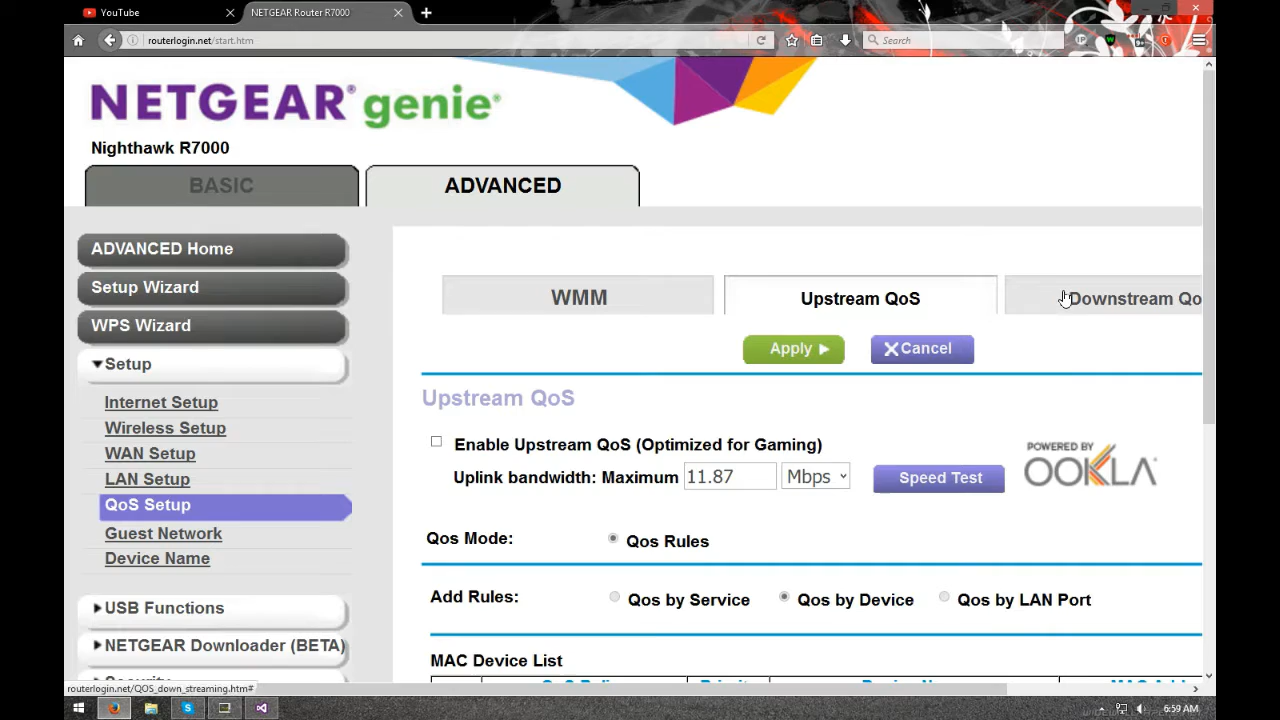 YouTube
NETGEAR Router R7000
routerlogin.net/start.htm
Search
NETGEAR® genie®
Nighthawk R7000
BASIC
ADVANCED
ADVANCED Home
Setup Wizard
WPS Wizard
Setup
Internet Setup
Wireless Setup
WAN Setup
LAN Setup
QoS Setup
Guest Network
Device Name
USB Functions
NETGEAR Downloader (BETA)
WMM
Upstream QoS
Downstream Qo
Apply
Cancel
Upstream QoS
Enable Upstream QoS (Optimized for Gaming)
Uplink bandwidth: Maximum 11.87 Mbps
Speed Test
POWERED BY
OOKLA
Qos Mode: Qos Rules
Add Rules: Qos by Service Qos by Device Qos by LAN Port
MAC Device List
routerlogin.net/QOS_down_streaming.htm#
6:59 AM